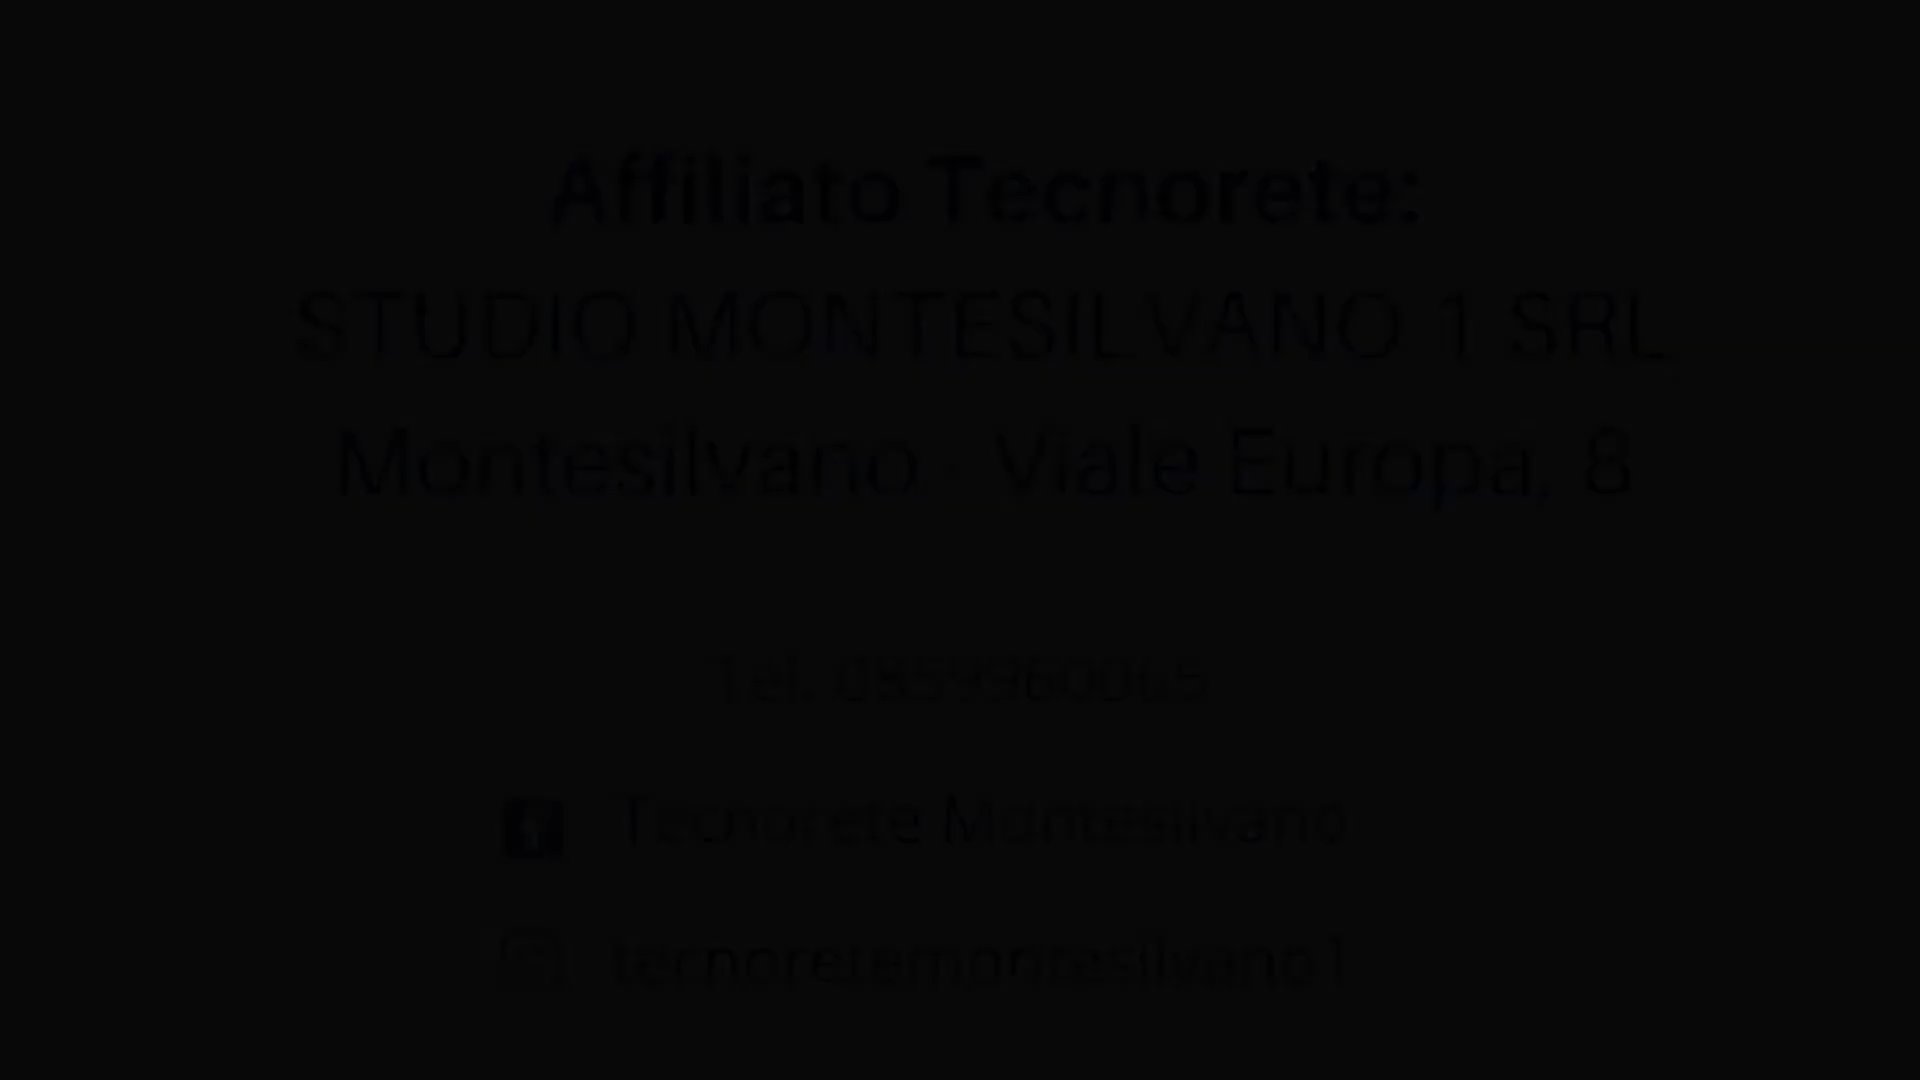 Affiliato Tecnorete:
STUDIO MONTESILVANO 1 SRL
Montesilvano - Viale Europa, 8
Tel. 0859960065
Tecnorete Montesilvano
tecnoretemontesilvano1